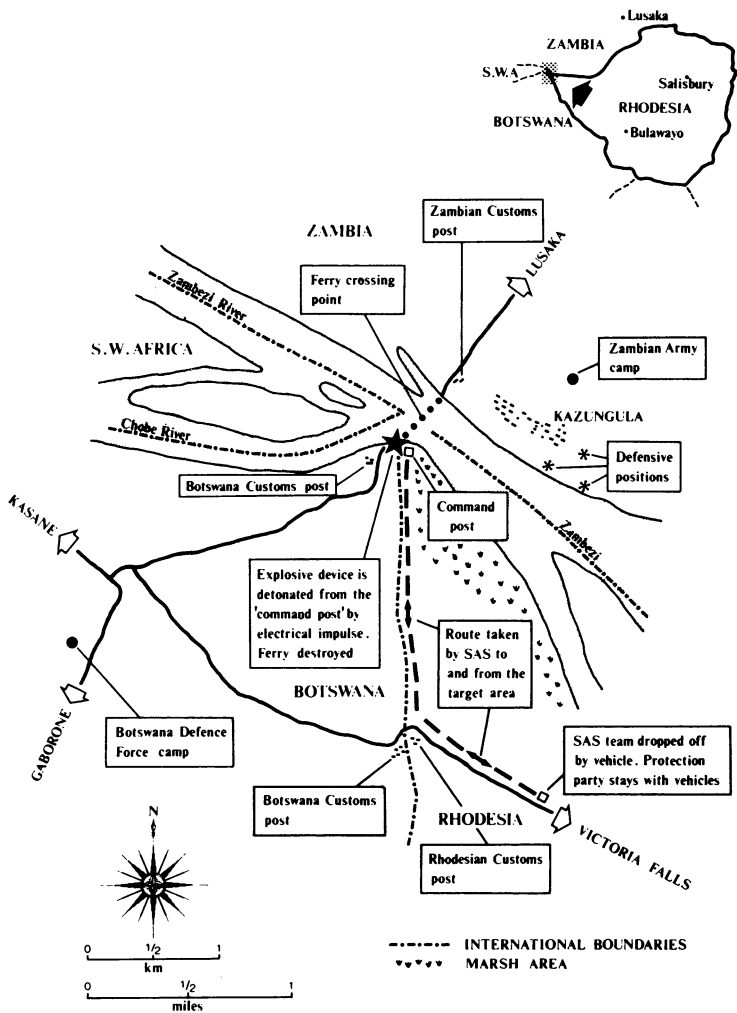 Lusaka
ZAMBIA
S.W.A
Salisbury
RHODESIA
BOTSWANA
Bulawayo
Zambian Customs
post
ZAMBIA
LUSAKA
Ferry crossing
point
Zambezi River
S.W. AFRICA
Zambian Army
camp
KAZUNGULA
Chobe River
Defensive
positions
Botswana Customs post
Command
post
KASANE
Zambezi
Explosive device is
detonated from the
'command post' by
electrical impulse.
Ferry destroyed
Route taken
by SAS to
and from the
target area
BOTSWANA
GABORONE
Botswana Defence
Force camp
SAS team dropped off
by vehicle. Protection
party stays with vehicles
Botswana Customs
post
RHODESIA
VICTORIA FALLS
Rhodesian Customs
post
N
0 1/2 1
km
0 1/2 1
miles
INTERNATIONAL BOUNDARIES
MARSH AREA